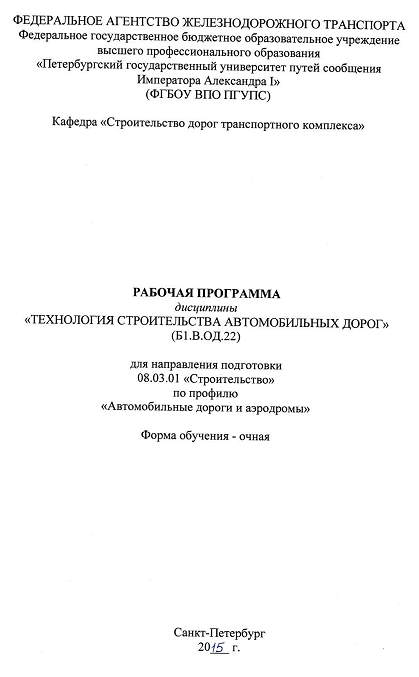 ФЕДЕРАЛЬНОЕ АГЕНТСТВО ЖЕЛЕЗНОДОРОЖНОГО ТРАНСПОРТА
Федеральное государственное бюджетное образовательное учреждение
высшего профессионального образования
«Петербургский государственный университет путей сообщения
Императора Александра I»
(ФГБОУ ВПО ПГУПС)
Кафедра «Строительство дорог транспортного комплекса»
РАБОЧАЯ ПРОГРАММА
дисциплины
«ТЕХНОЛОГИЯ СТРОИТЕЛЬСТВА АВТОМОБИЛЬНЫХ ДОРОГ»
(Б1.В.ОД.22)
для направления подготовки
08.03.01 «Строительство»
по профилю
«Автомобильные дороги и аэродромы»
Форма обучения - очная
Санкт-Петербург
2015 г.